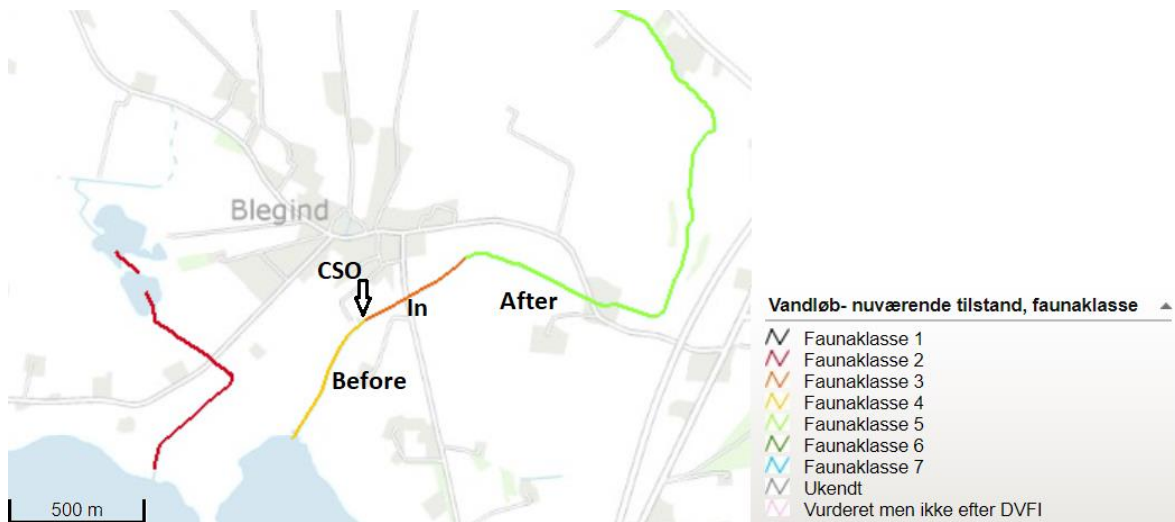 Blegind
CSO
In
After
Before
500 m
Vandløb- nuværende tilstand, faunaklasse
Faunaklasse 1
Faunaklasse 2
Faunaklasse 3
Faunaklasse 4
Faunaklasse 5
Faunaklasse 6
Faunaklasse 7
Ukendt
Vurderet men ikke efter DVFI